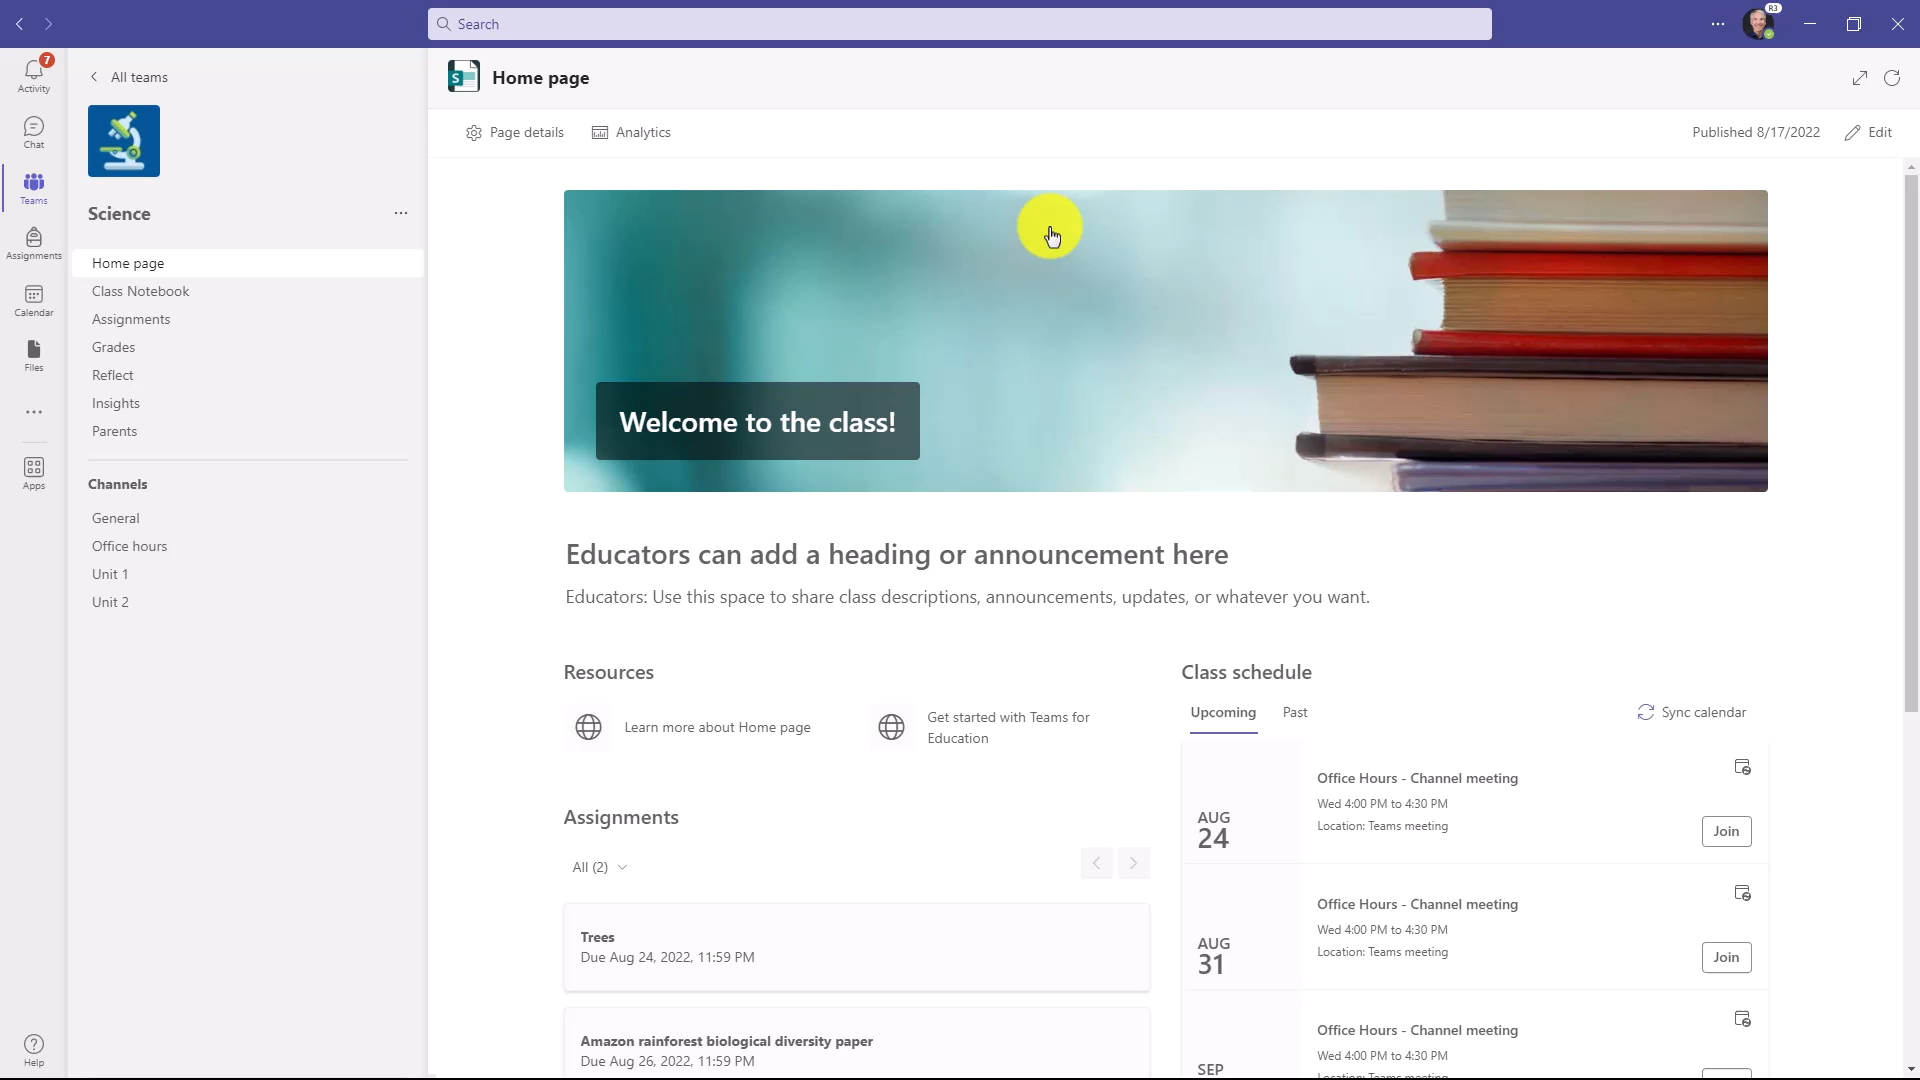 Search
R3
7
Activity
Chat
Teams
Assignments
Calendar
Files
Apps
Help
All teams
Science
Home page
Class Notebook
Assignments
Grades
Reflect
Insights
Parents
Channels
General
Office hours
Unit 1
Unit 2
S
Home page
Page details
Analytics
Published 8/17/2022
Edit
Welcome to the class!
Educators can add a heading or announcement here
Educators: Use this space to share class descriptions, announcements, updates, or whatever you want.
Resources
Learn more about Home page
Get started with Teams for
Education
Assignments
All (2)
Trees
Due Aug 24, 2022, 11:59 PM
Amazon rainforest biological diversity paper
Due Aug 26, 2022, 11:59 PM
Class schedule
Upcoming
Past
Sync calendar
AUG
24
Office Hours - Channel meeting
Wed 4:00 PM to 4:30 PM
Location: Teams meeting
Join
AUG
31
Office Hours - Channel meeting
Wed 4:00 PM to 4:30 PM
Location: Teams meeting
Join
SEP
Office Hours - Channel meeting
Wed 4:00 PM to 4:30 PM
Location: Teams meeting